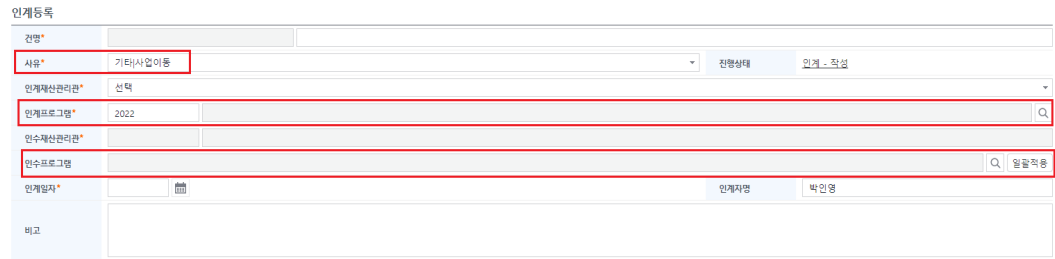 인계등록
건명*
사유* 기타|사업이동 진행상태 인계 - 작성
인계재산관리관* 선택
인계프로그램* 2022
인수재산관리관*
인수프로그램 일괄적용
인계일자* 인계자명 박인영
비고